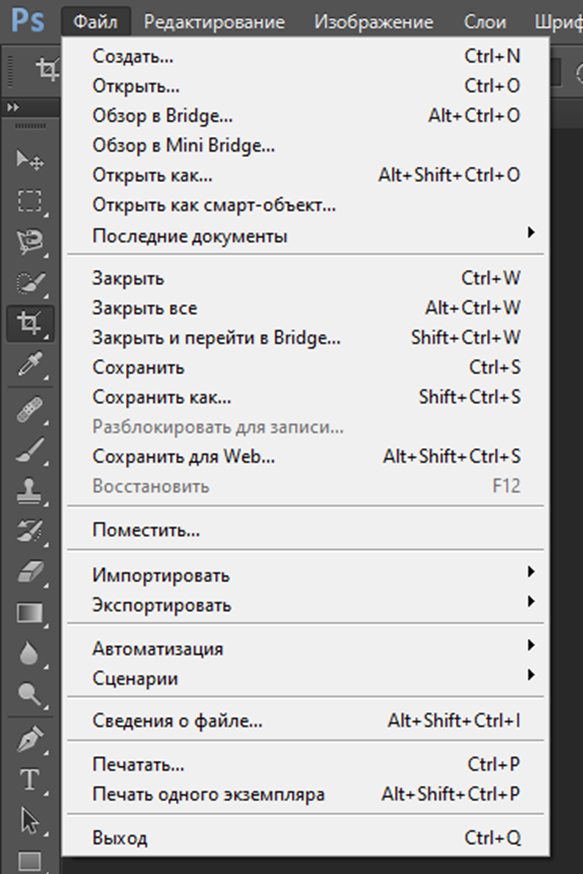 Ps Файл Редактирование Изображение Слои
Создать... Ctrl+N
Открыть... Ctrl+O
Обзор в Bridge... Alt+Ctrl+O
Обзор в Mini Bridge...
Открыть как... Alt+Shift+Ctrl+O
Открыть как смарт-объект...
Последние документы
Закрыть Ctrl+W
Закрыть все Alt+Ctrl+W
Закрыть и перейти в Bridge... Shift+Ctrl+W
Сохранить Ctrl+S
Сохранить как... Shift+Ctrl+S
Разблокировать для записи...
Сохранить для Web... Alt+Shift+Ctrl+S
Восстановить F12
Поместить...
Импортировать
Экспортировать
Автоматизация
Сценарии
Сведения о файле... Alt+Shift+Ctrl+I
Печатать... Ctrl+P
Печать одного экземпляра Alt+Shift+Ctrl+P
Выход Ctrl+Q